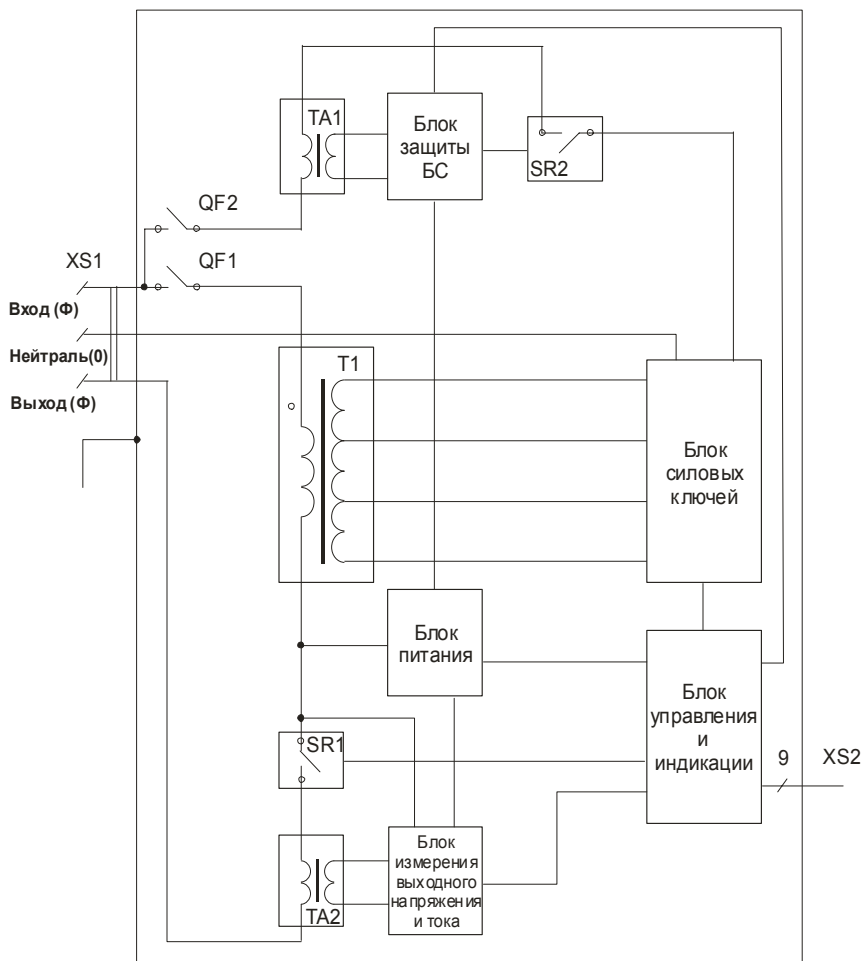 TA1
Блок
защиты
БС
SR2
QF2
XS1
QF1
Вход (Ф)
Нейтраль(0)
Выход (Ф)
T1
Блок
силовых
ключей
Блок
питания
Блок
управления
и
индикации
SR1
9
XS2
Блок
измерения
выходного
напряжения
и тока
TA2